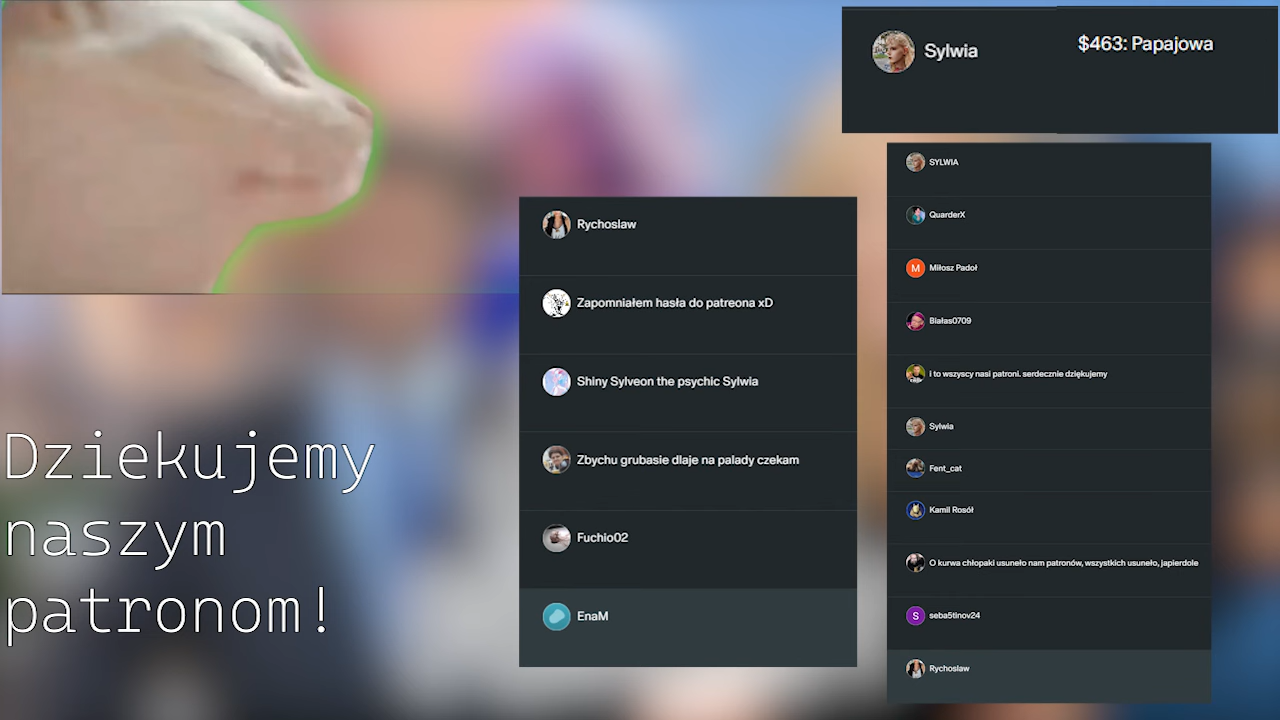 Sylwia
$463: Papajowa
Rychoslaw
Zapomniałem hasła do patreona xD
Shiny Sylveon the psychic Sylwia
Zbychu grubasie dlaje na palady czekam
Fuchio02
EnaM
SYLWIA
QuarderX
M
Miłosz Padoł
Białas0709
I to wszyscy nasi patroni. serdecznie dziękujemy
Sylwia
Fent_cat
Kamil Rosół
O kurwa chłopaki usuneło nam patronów, wszystkich usuneło, japierdole
S
seba5tinov24
Rychoslaw
Dziekujemy
naszym
patronom!